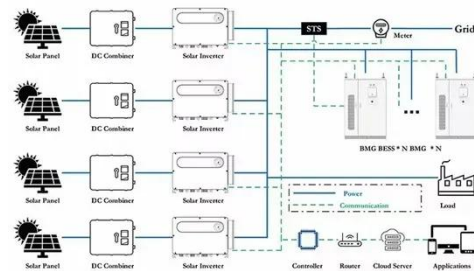 STS
Meter
Grid
Solar Panel
DC Combiner
Solar Inverter
Solar Panel
DC Combiner
Solar Inverter
BMG BESS * N BMG * N
Solar Panel
DC Combiner
Solar Inverter
Power
Communication
Load
Solar Panel
DC Combiner
Solar Inverter
Controller
Router
Cloud Server
Applications